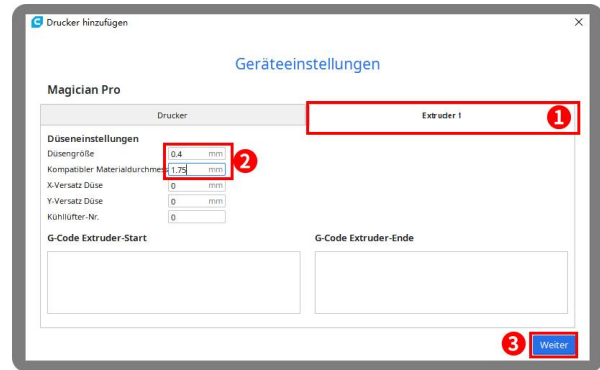 Drucker hinzufügen
Geräteeinstellungen
Magician Pro
Drucker
Extruder 1
1
Düseneinstellungen
Düsengröße 0.4 mm
2
Kompatibler Materialdurchmess 1.75 mm
X-Versatz Düse 0 mm
Y-Versatz Düse 0 mm
Kühllüfter-Nr. 0
G-Code Extruder-Start
G-Code Extruder-Ende
3
Weiter